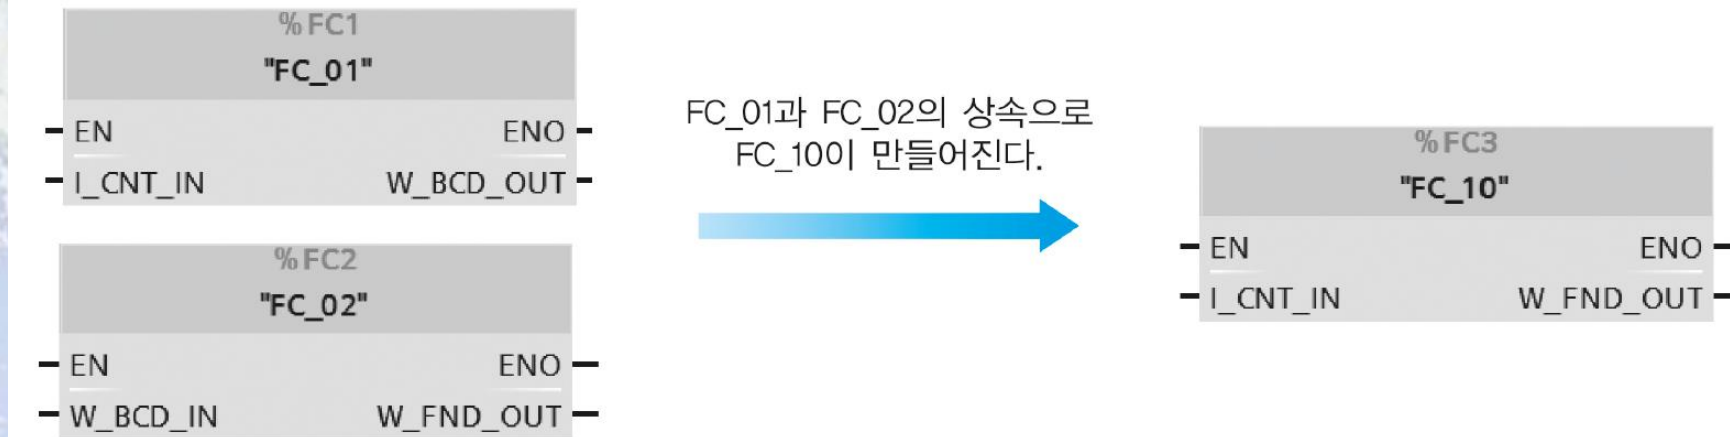 %FC1
"FC_01"
EN ENO
I_CNT_IN W_BCD_OUT
%FC2
"FC_02"
EN ENO
W_BCD_IN W_FND_OUT
FC_01과 FC_02의 상속으로
FC_10이 만들어진다.
%FC3
"FC_10"
EN ENO
I_CNT_IN W_FND_OUT